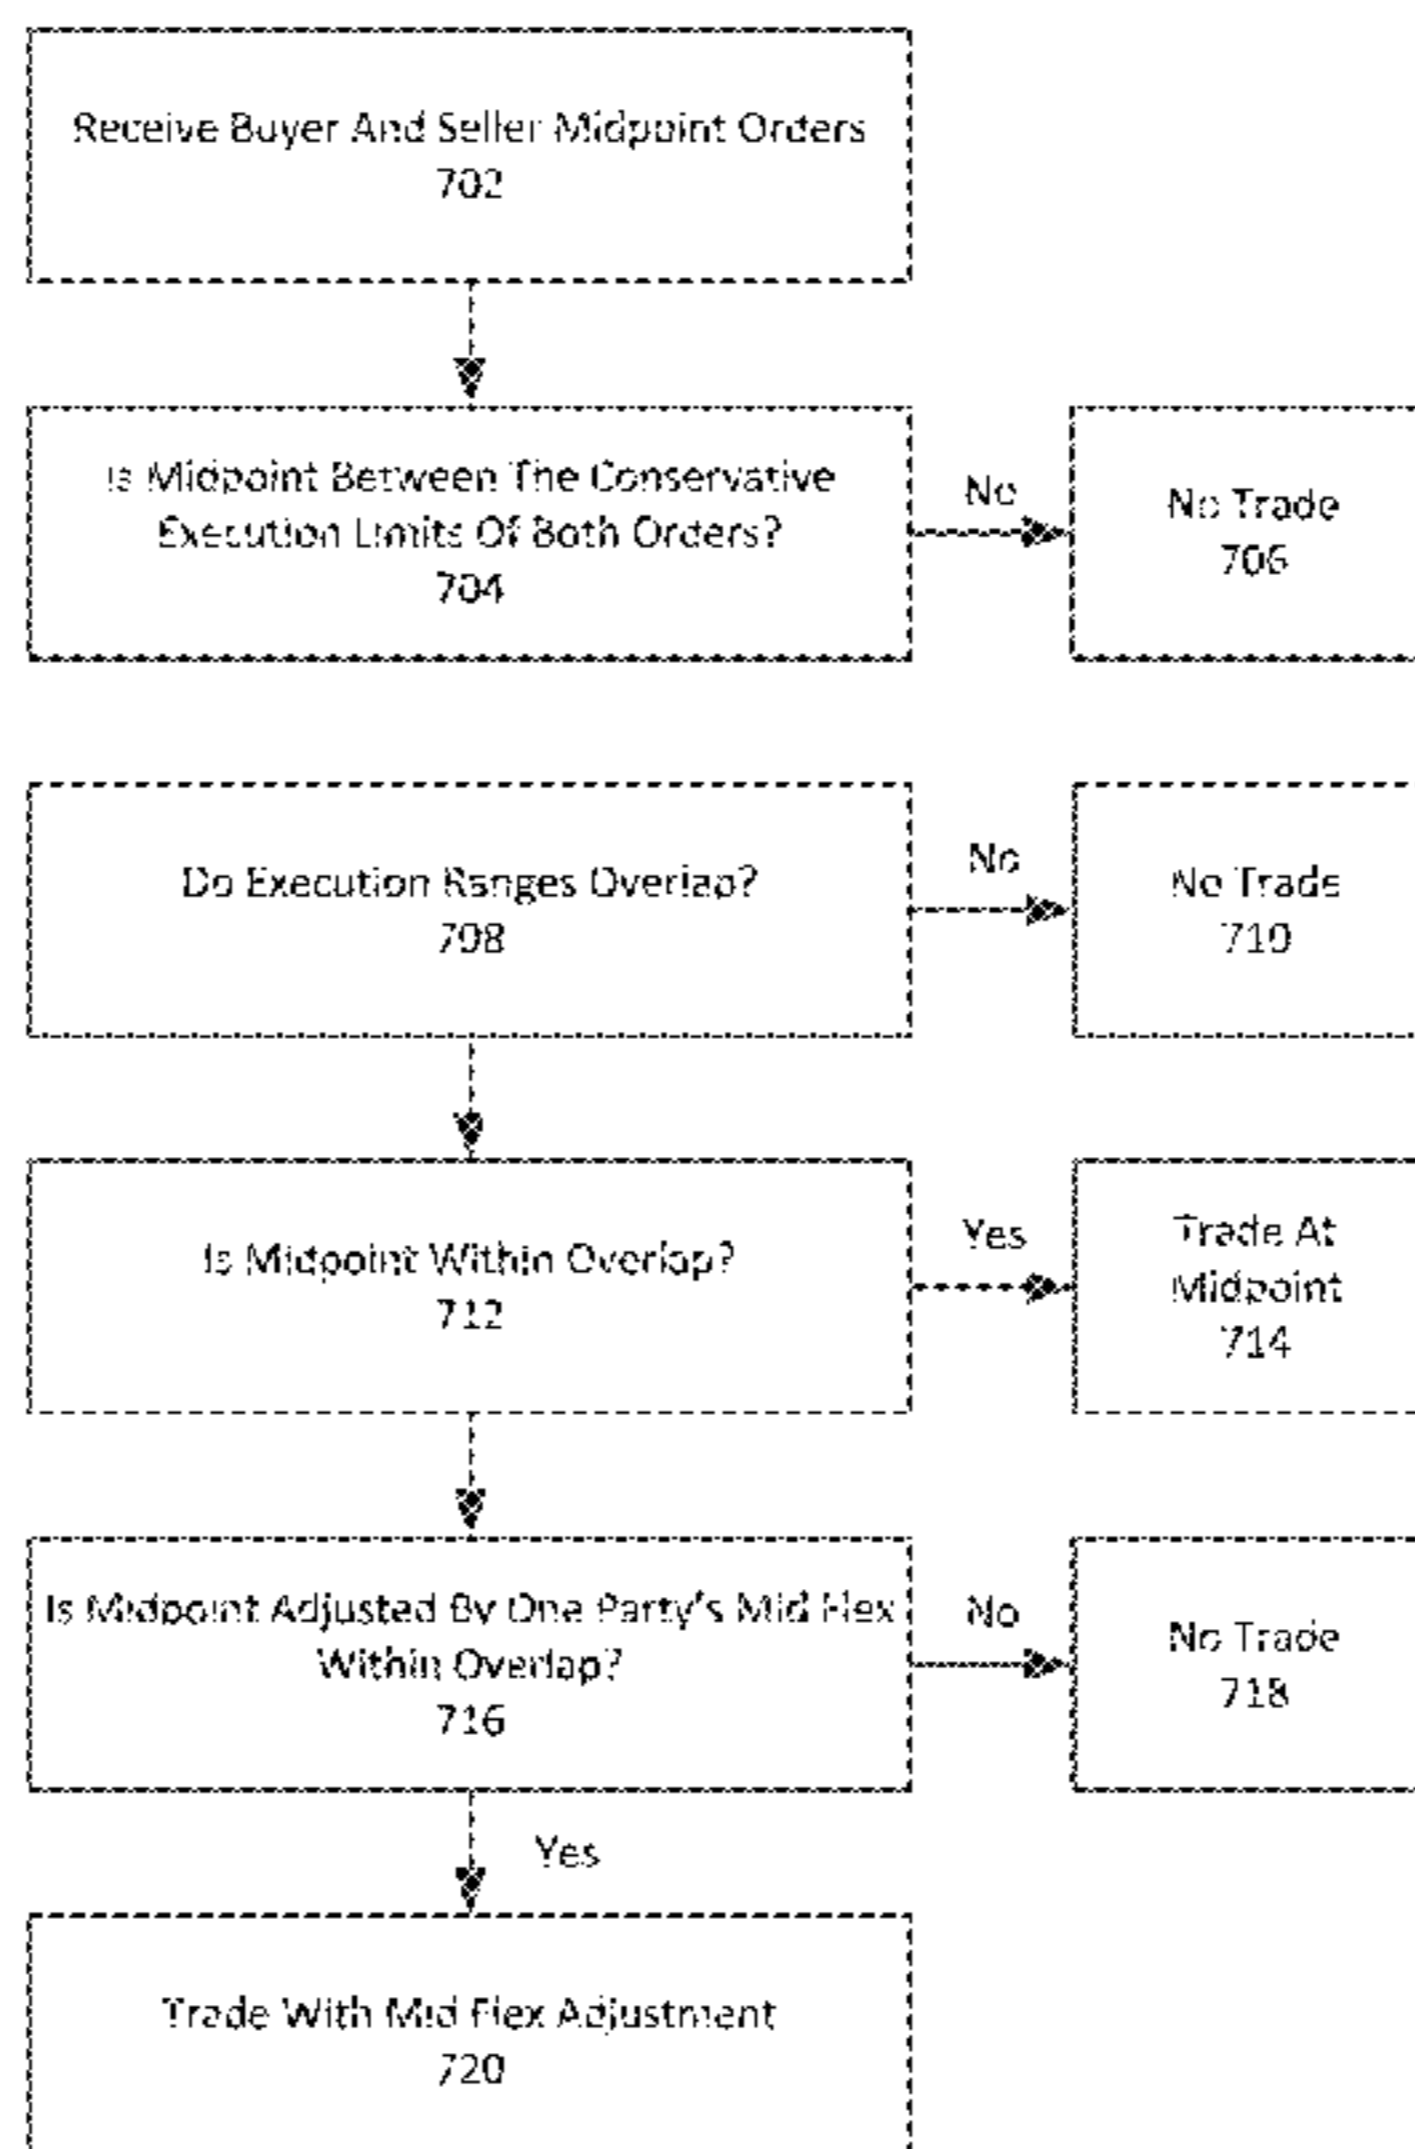 Receive Buyer And Seller Midpoint Orders
702
Is Midpoint Between The Conservative
Execution Limits Of Both Orders?
704
No
No Trade
706
Do Execution Ranges Overlap?
708
No
No Trade
710
Is Midpoint Within Overlap?
712
Yes
Trade At
Midpoint
714
Is Midpoint Adjusted By One Party's Mid Flex
Within Overlap?
716
No
No Trade
718
Yes
Trade With Mid Flex Adjustment
720